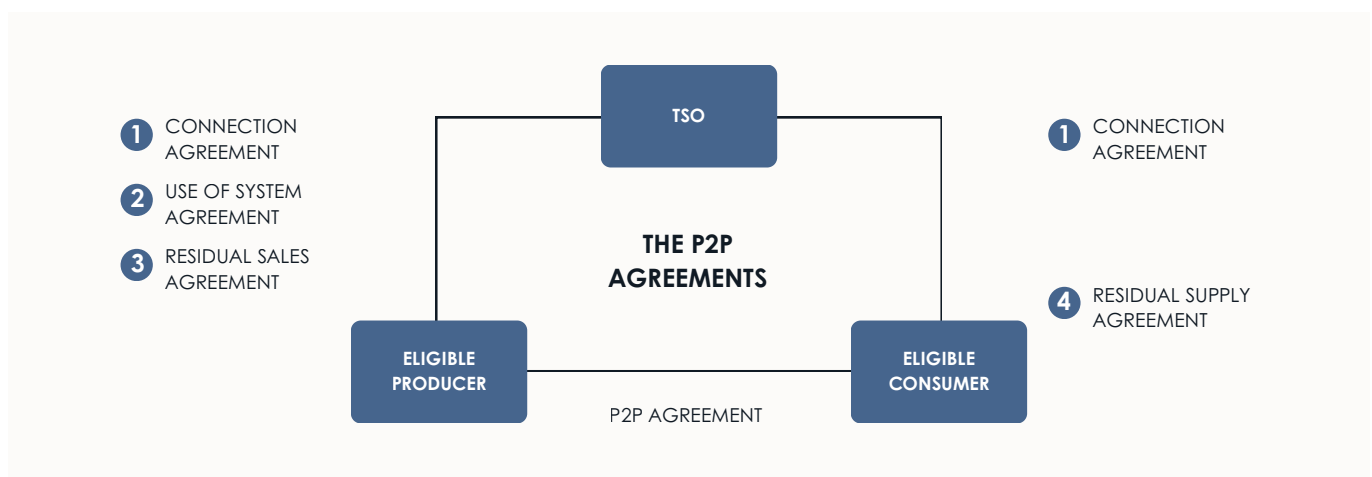 TSO
1 CONNECTION
AGREEMENT
2 USE OF SYSTEM
AGREEMENT
3 RESIDUAL SALES
AGREEMENT
THE P2P
AGREEMENTS
1 CONNECTION
AGREEMENT
4 RESIDUAL SUPPLY
AGREEMENT
ELIGIBLE
PRODUCER
ELIGIBLE
CONSUMER
P2P AGREEMENT